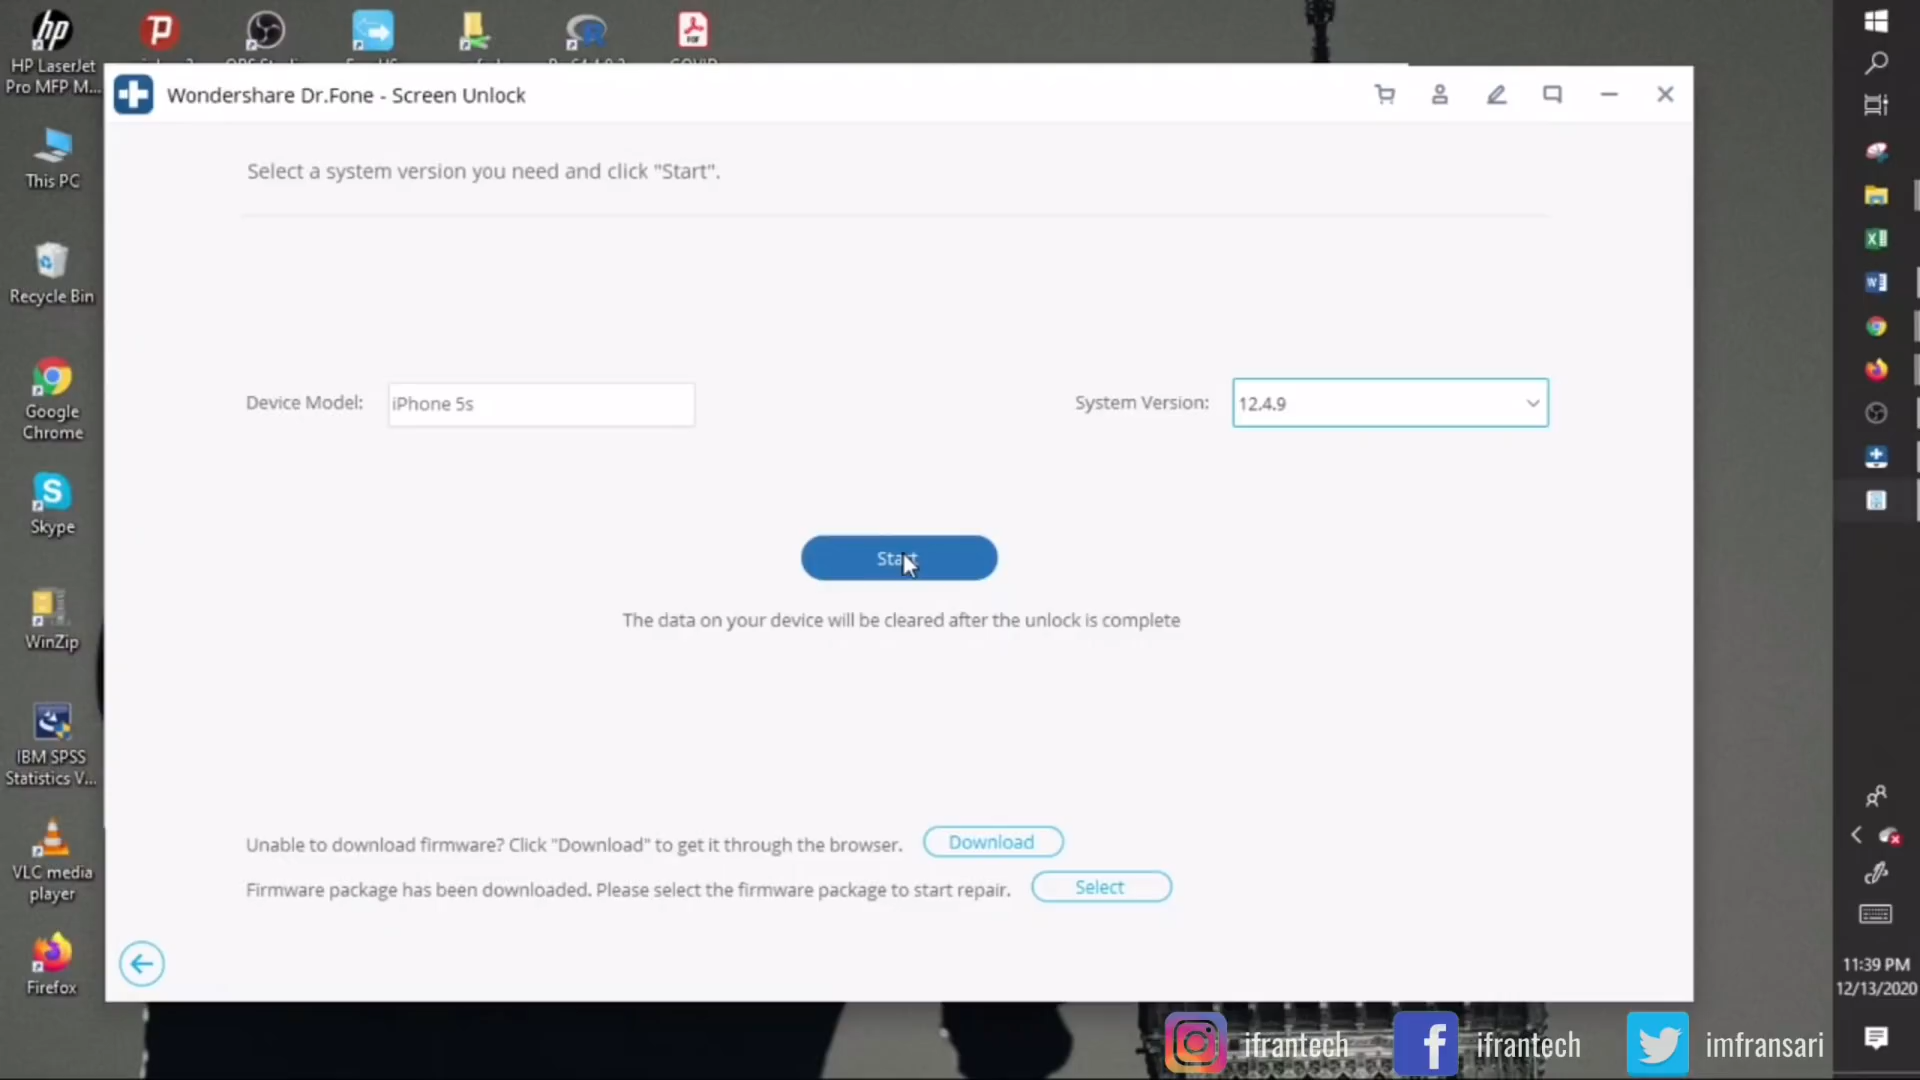 HP LaserJet
Pro MFP M...
This PC
Recycle Bin
Google
Chrome
Skype
WinZip
IBM SPSS
Statistics V...
VLC media
player
Firefox
Wondershare Dr.Fone - Screen Unlock
Select a system version you need and click "Start".
Device Model: iPhone 5s
System Version: 12.4.9
Start
The data on your device will be cleared after the unlock is complete
Unable to download firmware? Click "Download" to get it through the browser. Download
Firmware package has been downloaded. Please select the firmware package to start repair. Select
11:39 PM
12/13/2020
ifrantech ifrantech imfransari